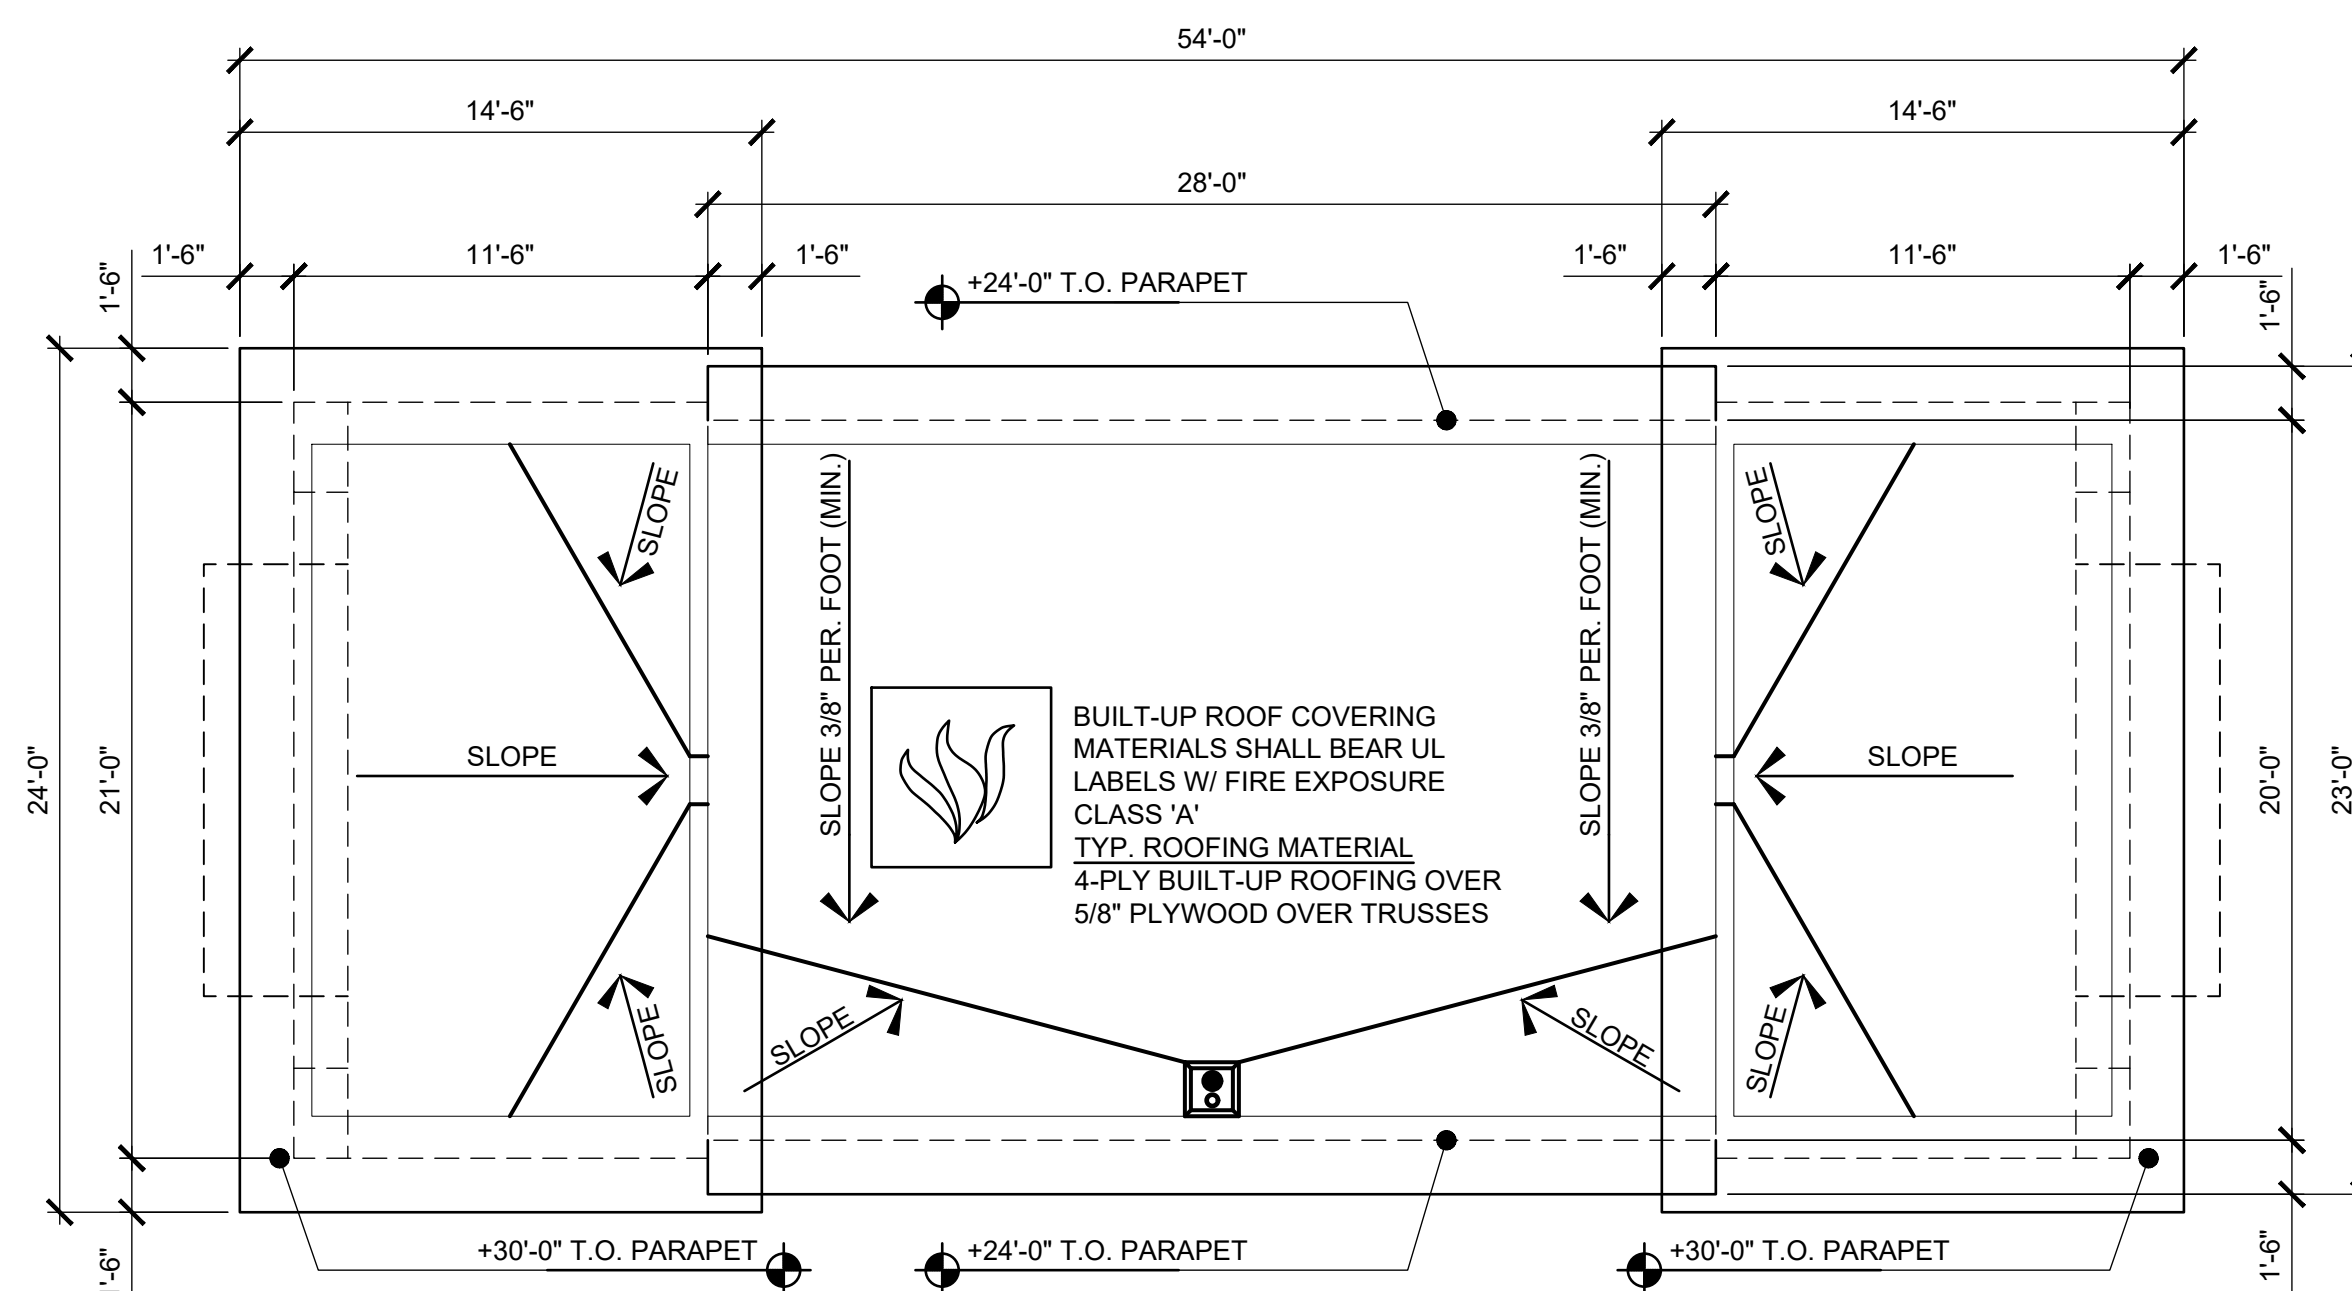 54'-0"
14'-6"
14'-6"
28'-0"
1'-6"
11'-6"
1'-6"
1'-6"
11'-6"
1'-6"
1'-6"
1'-6"
+24'-0" T.O. PARAPET
SLOPE
SLOPE 3/8" PER. FOOT (MIN.)
SLOPE 3/8" PER. FOOT (MIN.)
SLOPE
BUILT-UP ROOF COVERING
MATERIALS SHALL BEAR UL
LABELS W/ FIRE EXPOSURE
CLASS 'A'
TYP. ROOFING MATERIAL
4-PLY BUILT-UP ROOFING OVER
5/8" PLYWOOD OVER TRUSSES
24'-0"
21'-0"
SLOPE
SLOPE
20'-0"
23'-0"
SLOPE
SLOPE
SLOPE
SLOPE
1'-6"
+30'-0" T.O. PARAPET
+24'-0" T.O. PARAPET
+30'-0" T.O. PARAPET
1'-6"